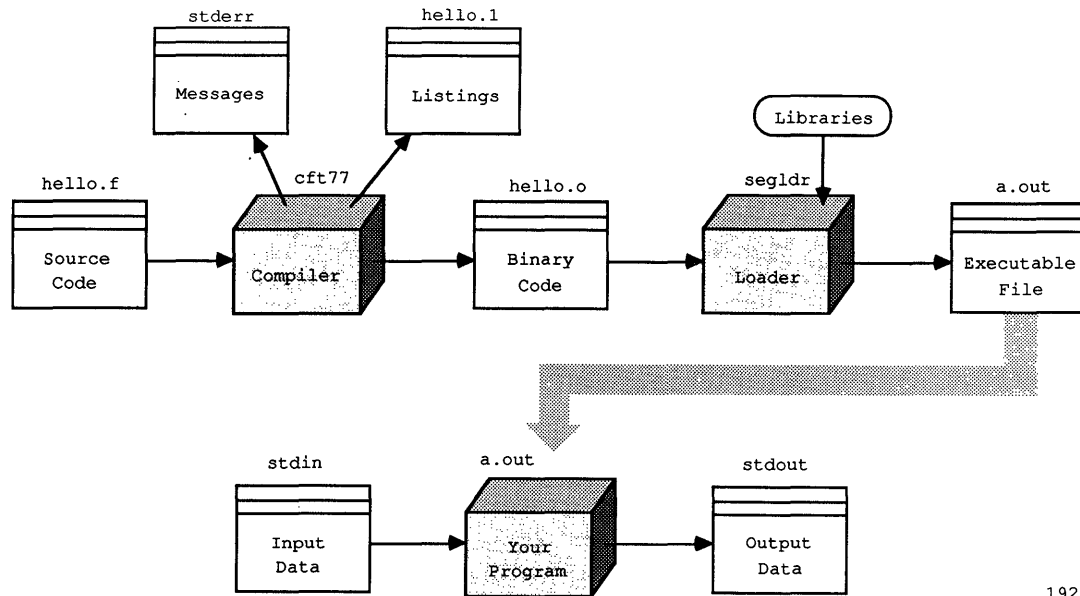 stderr
hello.1
Messages
Listings
Libraries
hello.f
cft77
hello.o
segldr
a.out
Source
Code
Compiler
Binary
Code
Loader
Executable
File
stdin
a.out
stdout
Input
Data
Your
Program
Output
Data
192